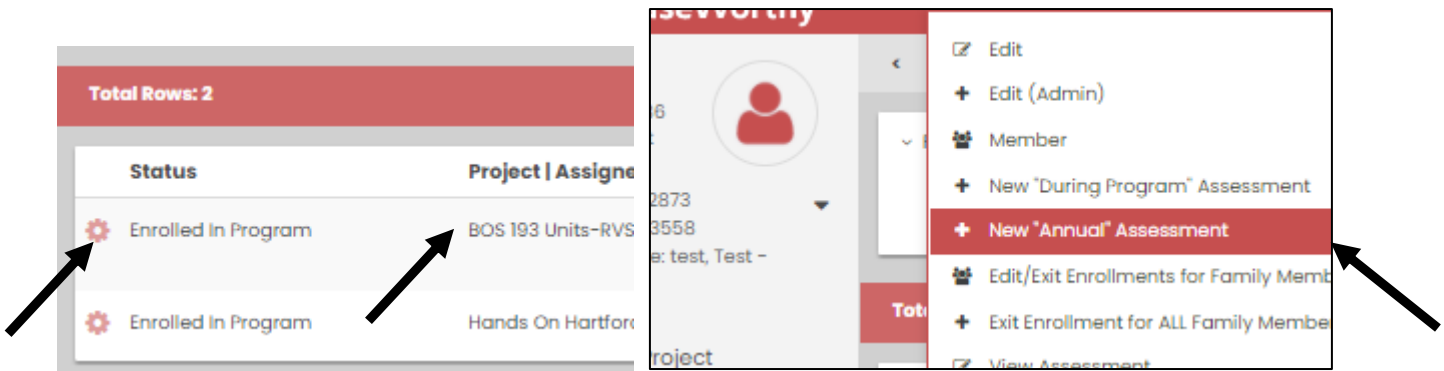 Total Rows: 2
Status Project | Assigne
Enrolled In Program BOS 193 Units-RVS
Enrolled In Program Hands On Hartford
2873
3558
e: test, Test -
roject
Edit
Edit (Admin)
Member
New "During Program" Assessment
New "Annual" Assessment
Edit/Exit Enrollments for Family Memb
Exit Enrollment for ALL Family Membe
View Assessment